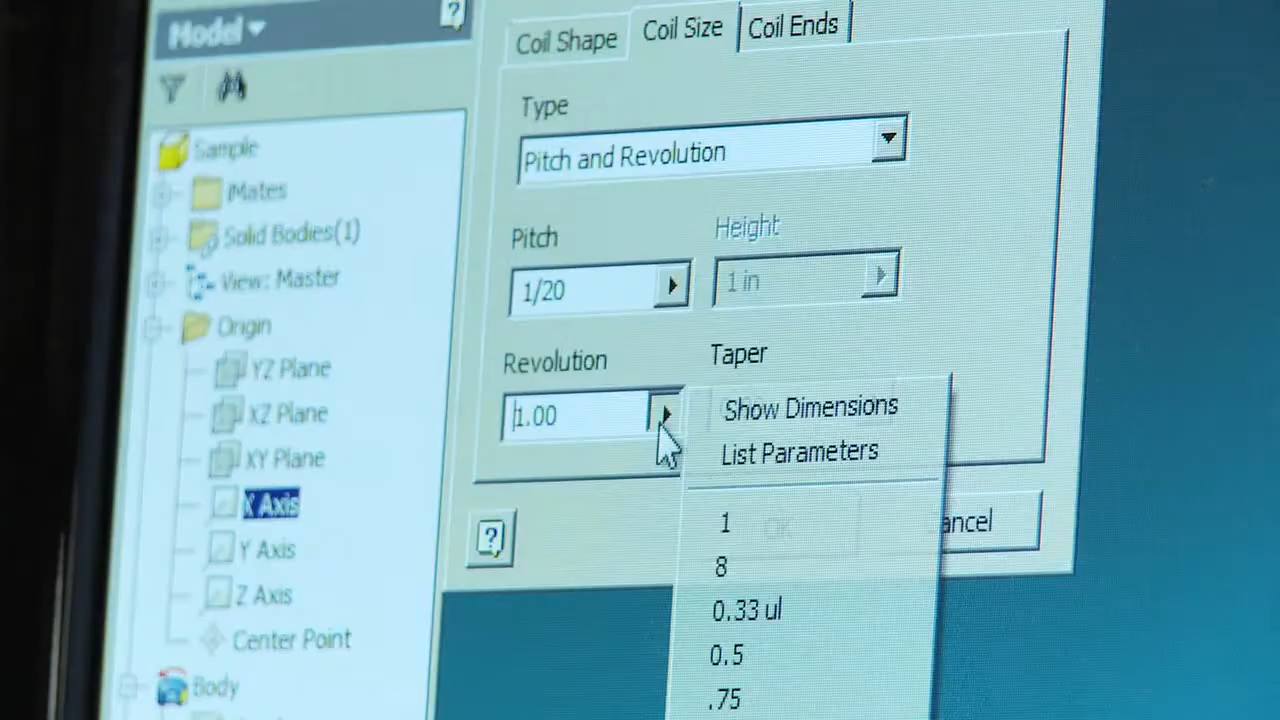 Model
?
Sample
iMates
Solid Bodies(1)
View: Master
Origin
YZ Plane
XZ Plane
XY Plane
X Axis
Y Axis
Z Axis
Center Point
Body
Coil Shape
Coil Size
Coil Ends
Type
Pitch and Revolution
Pitch
Height
1/20
1 in
Revolution
Taper
1.00
Show Dimensions
List Parameters
1
8
0.33 ul
0.5
.75
?
OK
ancel